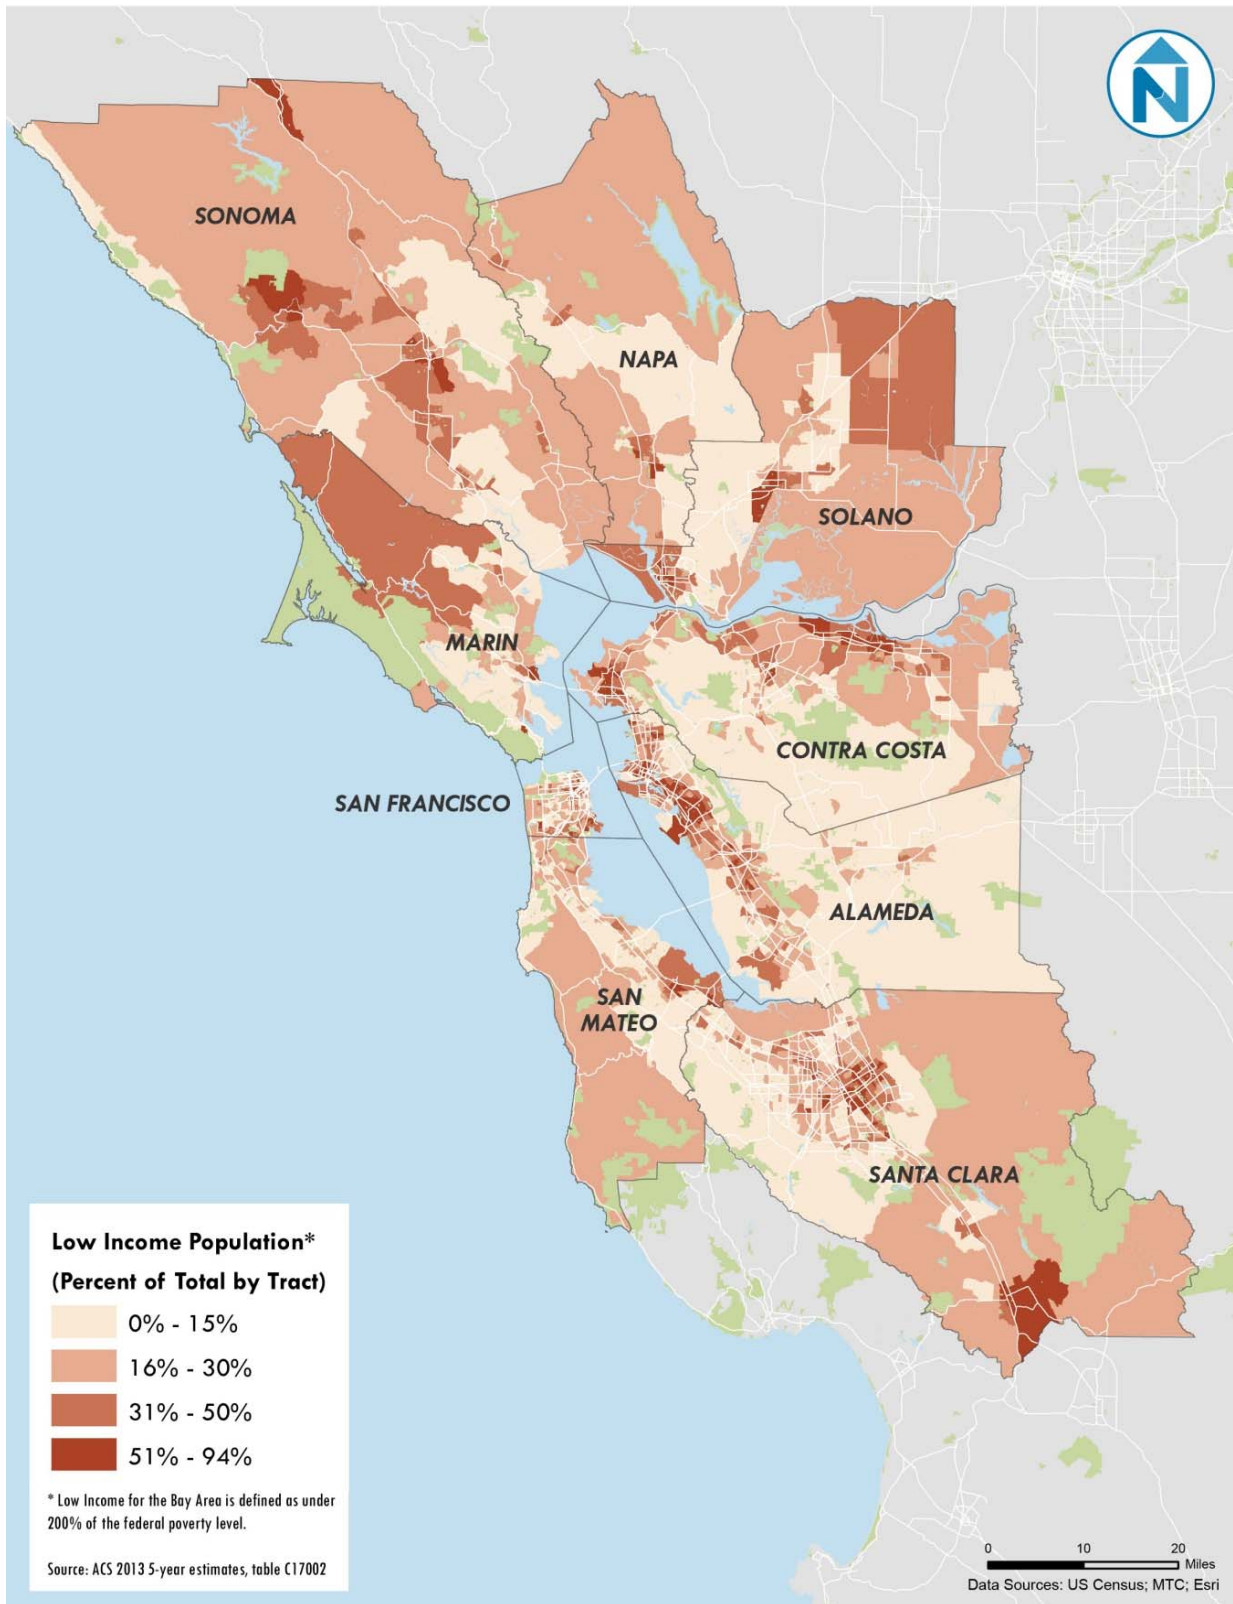 N
SONOMA
NAPA
SOLANO
MARIN
CONTRA COSTA
SAN FRANCISCO
ALAMEDA
SAN
MATEO
SANTA CLARA
Low Income Population*
(Percent of Total by Tract)
0% - 15%
16% - 30%
31% - 50%
51% - 94%
* Low Income for the Bay Area is defined as under
200% of the federal poverty level.
Source: ACS 2013 5-year estimates, table C17002
0 10 20
Miles
Data Sources: US Census; MTC; Esri